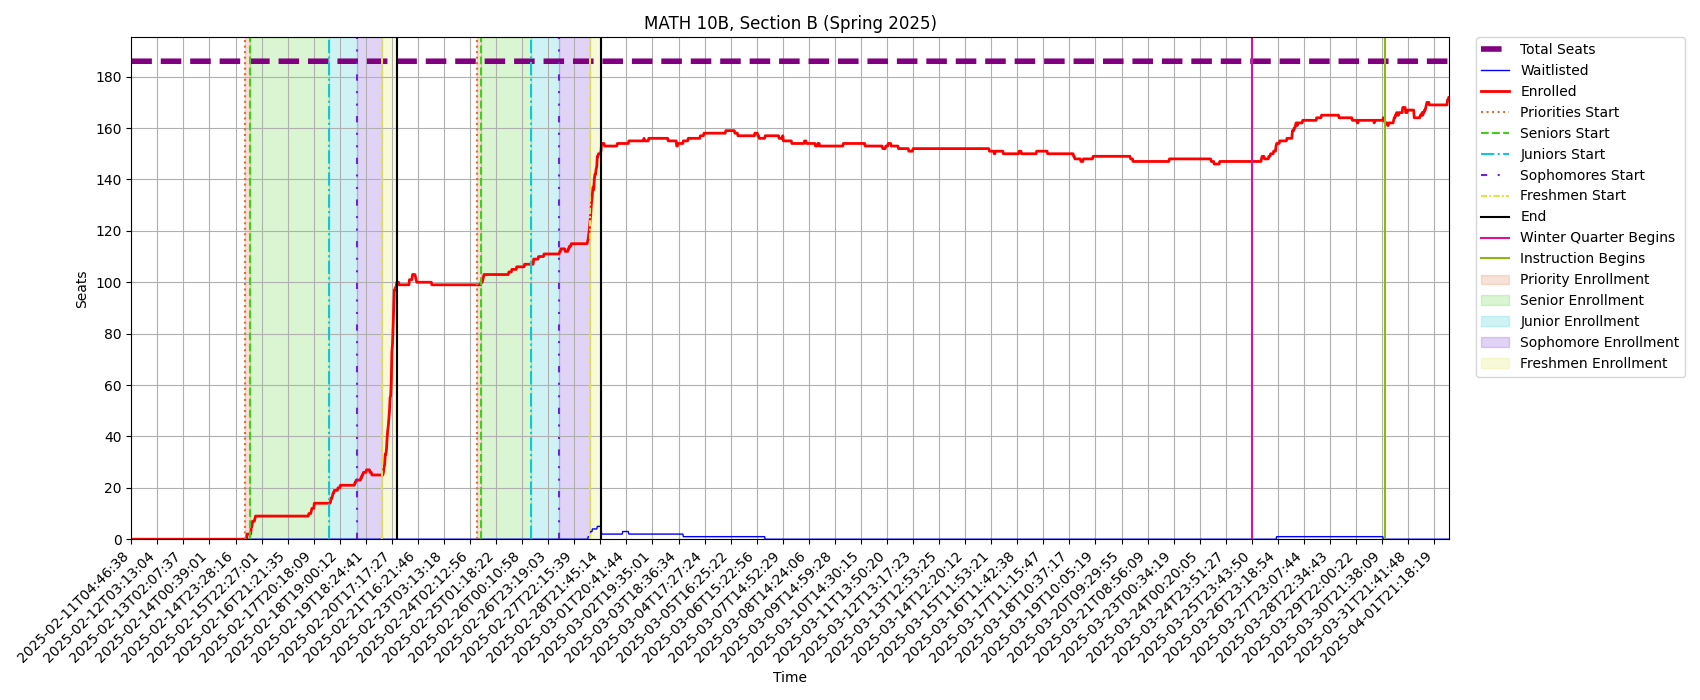 MATH 10B, Section B (Spring 2025)
Seats
180
160
140
120
100
80
60
40
20
0
2025-02-11T04:46:38
2025-02-12T03:13:04
2025-02-13T02:07:37
2025-02-14T00:39:01
2025-02-14T23:28:16
2025-02-15T22:27:01
2025-02-16T21:21:35
2025-02-17T20:18:09
2025-02-18T19:00:12
2025-02-19T18:24:41
2025-02-20T17:17:27
2025-02-21T16:21:46
2025-02-23T03:13:18
2025-02-24T02:12:56
2025-02-25T01:18:22
2025-02-26T00:10:58
2025-02-26T23:19:03
2025-02-27T22:15:39
2025-02-28T21:45:14
2025-03-01T20:41:44
2025-03-02T19:35:01
2025-03-03T18:36:34
2025-03-04T17:27:24
2025-03-05T16:25:22
2025-03-06T15:22:56
2025-03-07T14:52:29
2025-03-08T14:24:06
2025-03-09T14:59:28
2025-03-10T14:30:15
2025-03-11T13:50:20
2025-03-12T13:17:23
2025-03-13T12:53:25
2025-03-14T12:20:12
2025-03-15T11:53:21
2025-03-16T11:42:38
2025-03-17T11:15:47
2025-03-18T10:37:17
2025-03-19T10:05:19
2025-03-20T09:29:55
2025-03-21T08:56:09
2025-03-23T00:34:19
2025-03-24T00:20:05
2025-03-24T23:51:27
2025-03-25T23:43:50
2025-03-26T23:18:54
2025-03-27T23:07:44
2025-03-28T22:34:43
2025-03-29T22:00:22
2025-03-30T21:38:09
2025-03-31T21:41:48
2025-04-01T21:18:19
Time
Total Seats
Waitlisted
Enrolled
Priorities Start
Seniors Start
Juniors Start
Sophomores Start
Freshmen Start
End
Winter Quarter Begins
Instruction Begins
Priority Enrollment
Senior Enrollment
Junior Enrollment
Sophomore Enrollment
Freshmen Enrollment